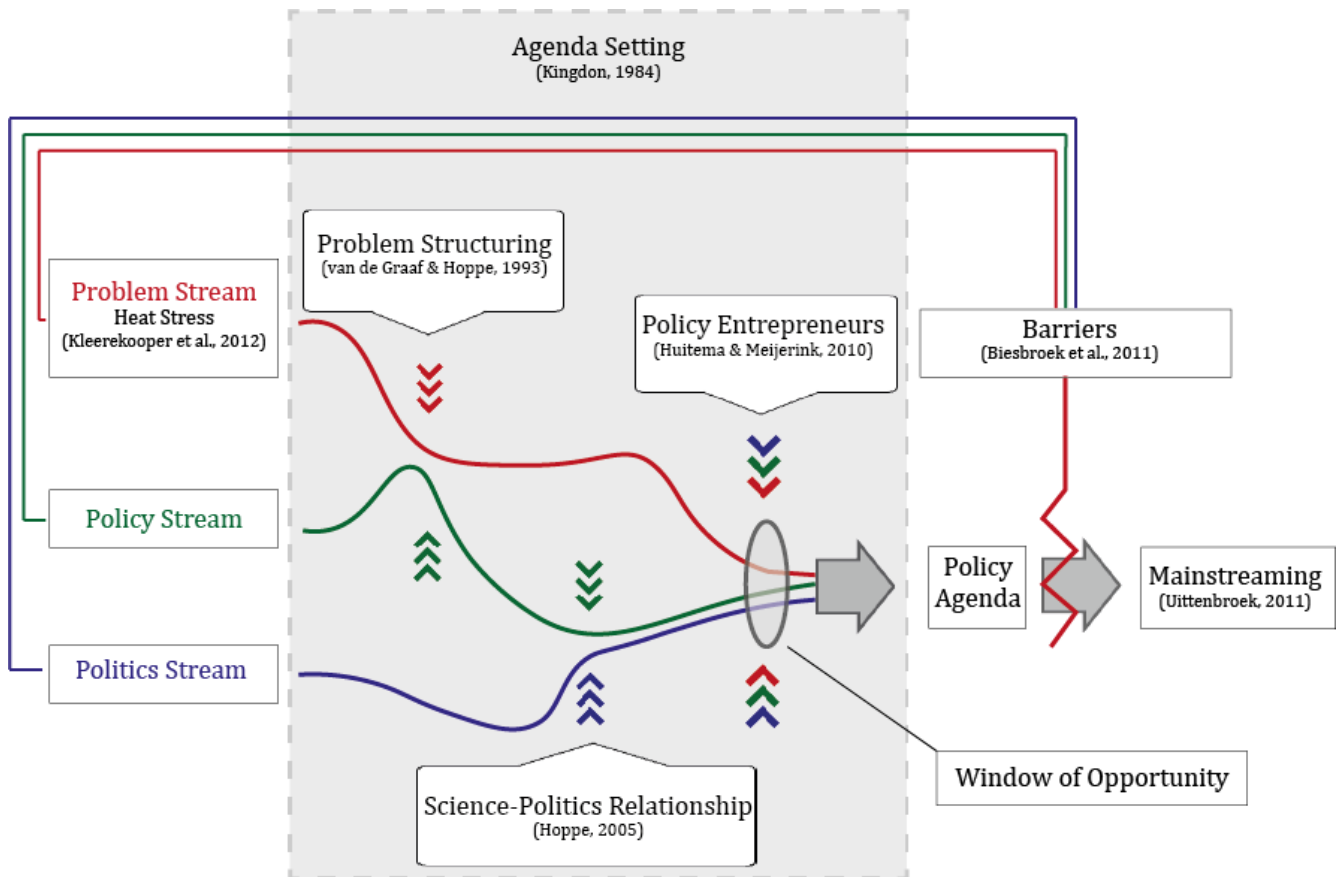 Agenda Setting
(Kingdon, 1984)
Problem Structuring
(van de Graaf & Hoppe, 1993)
Problem Stream
Heat Stress
(Kleerekooper et al., 2012)
Policy Entrepreneurs
(Huitema & Meijerink, 2010)
Barriers
(Biesbroek et al., 2011)
Policy Stream
Policy
Agenda
Mainstreaming
(Uittenbroek, 2011)
Politics Stream
Window of Opportunity
Science-Politics Relationship
(Hoppe, 2005)